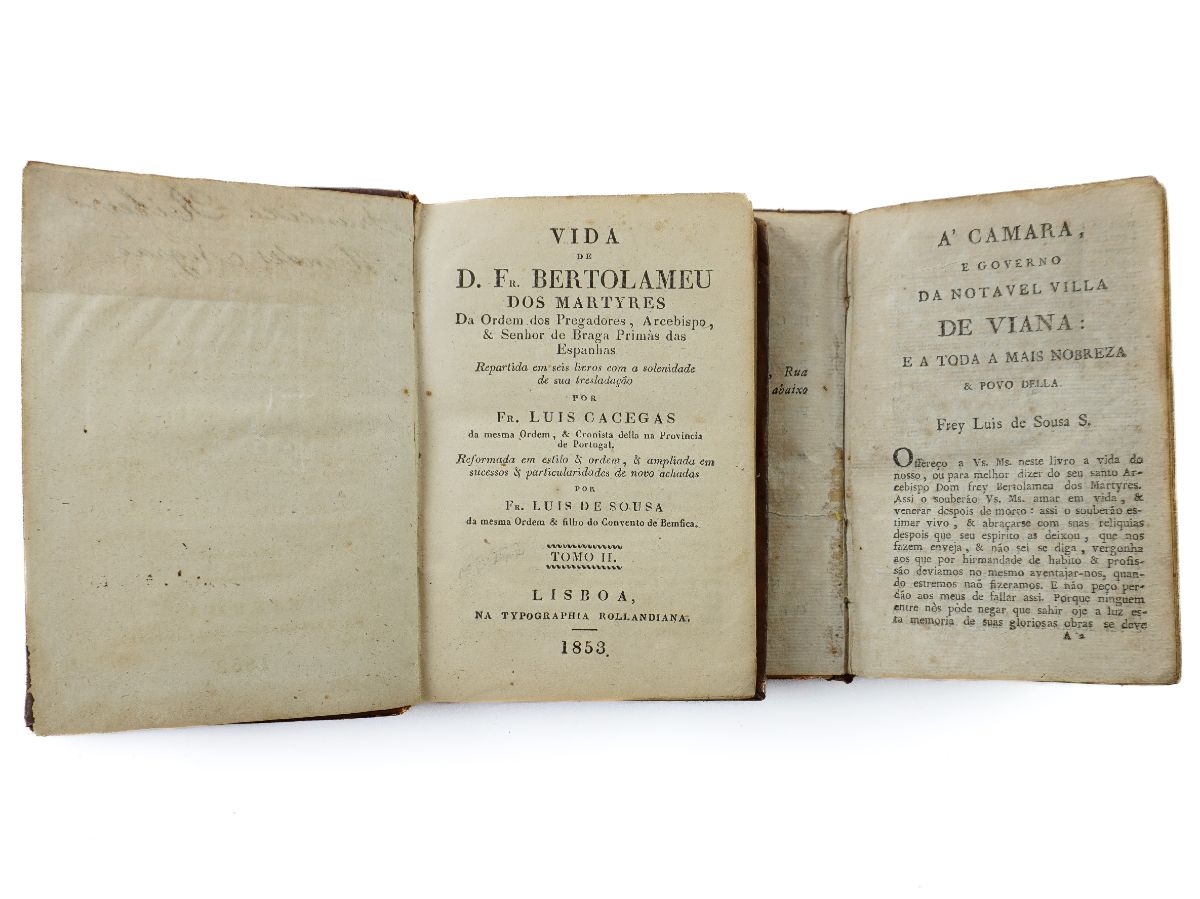 VIDA
DE
D. Fr. BERTOLAMEU
DOS MARTYRES
Da Ordem dos Pregadores, Arcebispo,
& Senhor de Braga Primàs das
Espanhas
Repartida em seis livros com a solenidade
de sua tresladação
POR
Fr. LUIS CACEGAS
da mesma Ordem, & Cronista della na Provincia
de Portugal,
Reformada em estilo & ordem, & ampliada em
sucessos & particularidades de novo achadas
POR
Fr. LUIS DE SOUSA
da mesma Ordem & filho do Convento de Bemfica.
TOMO II.
LISBOA,
NA TYPOGRAPHIA ROLLANDIANA.
1853.
, Rua
abaixo
A' CAMARA,
E GOVERNO
DA NOTAVEL VILLA
DE VIANA:
E A TODA A MAIS NOBREZA
& POVO DELLA.
Frey Luis de Sousa S.
Offereço a Vs. Ms. neste livro a vida do
nosso, ou para melhor dizer do seu santo Ar-
cebispo Dom frey Bertolameu dos Martyres.
Assi o souberão Vs. Ms. amar em vida, &
venerar despois de morto: assi o souberão es-
timar vivo, & abraçarse com suas reliquias
despois que seu espirito as deixou, que nos
fazem enveja, & não sei se diga, vergonha
aos que por hirmandade de habito & profis-
são deviamos no mesmo aventajar-nos, quan-
do estremos naõ fizeramos. E não peço per-
dão aos meus de fallar assi. Porque ninguem
entre nòs pòde negar que sahir oje a luz es-
ta memoria de suas gloriosas obras se deve
A 2